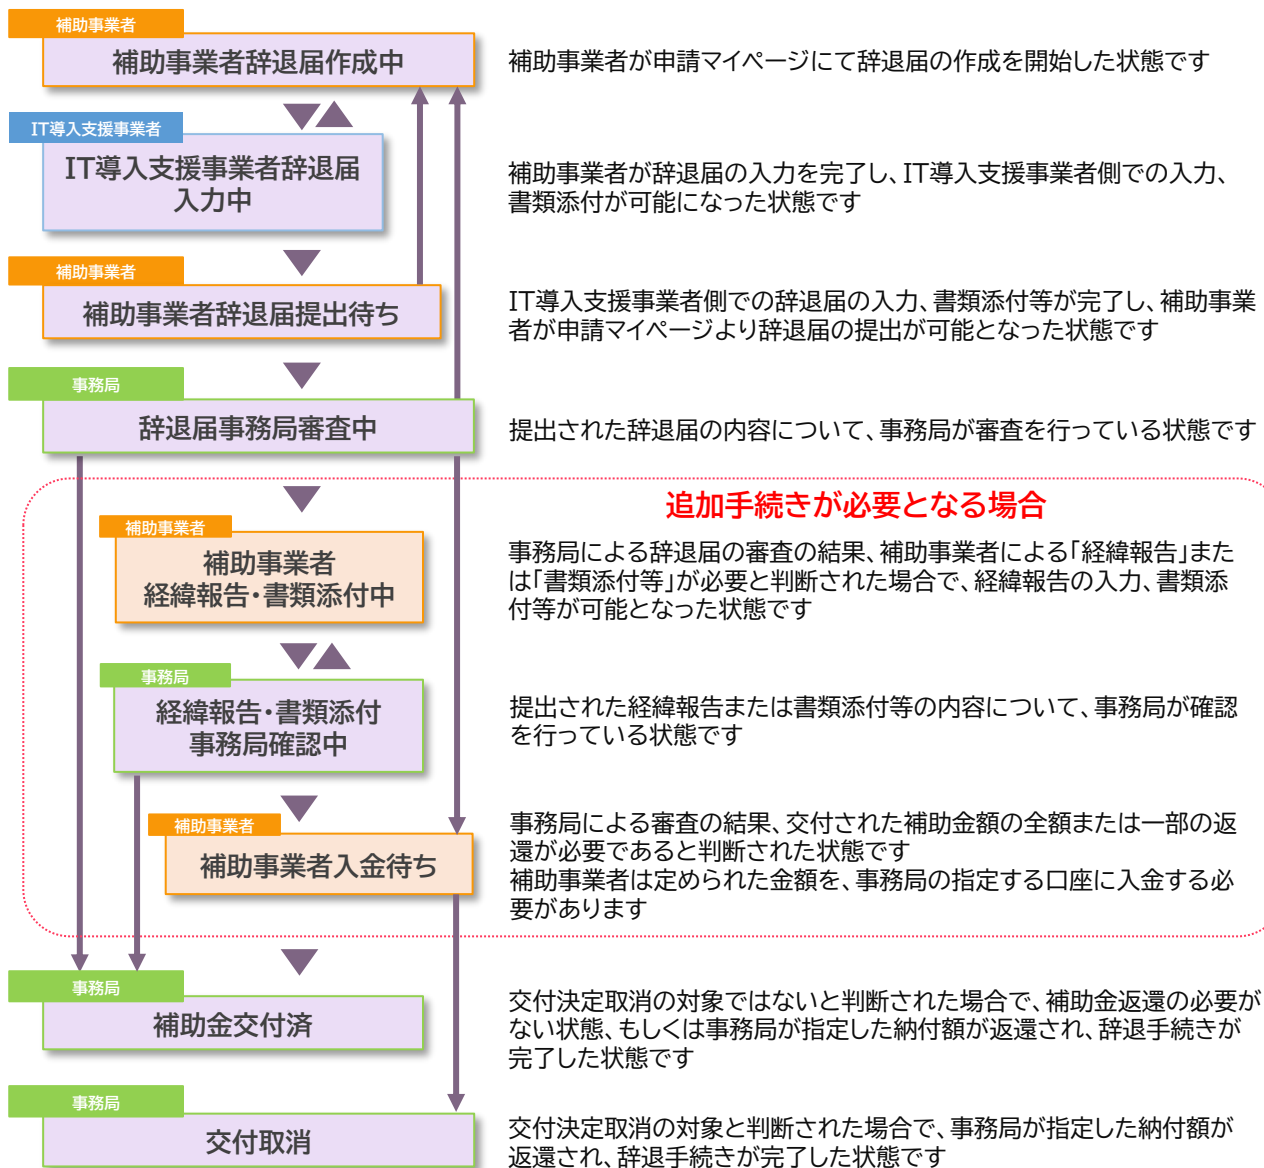 補助事業者
補助事業者辞退届作成中
補助事業者が申請マイページにて辞退届の作成を開始した状態です
IT導入支援事業者
IT導入支援事業者辞退届
入力中
補助事業者が辞退届の入力を完了し、IT導入支援事業者側での入力、
書類添付が可能になった状態です
補助事業者
補助事業者辞退届提出待ち
IT導入支援事業者側での辞退届の入力、書類添付等が完了し、補助事業
者が申請マイページより辞退届の提出が可能となった状態です
事務局
辞退届事務局審査中
提出された辞退届の内容について、事務局が審査を行っている状態です
追加手続きが必要となる場合
補助事業者
補助事業者
経緯報告・書類添付中
事務局による辞退届の審査の結果、補助事業者による「経緯報告」また
は「書類添付等」が必要と判断された場合で、経緯報告の入力、書類添
付等が可能となった状態です
事務局
経緯報告・書類添付
事務局確認中
提出された経緯報告または書類添付等の内容について、事務局が確認
を行っている状態です
補助事業者
補助事業者入金待ち
事務局による審査の結果、交付された補助金額の全額または一部の返
還が必要であると判断された状態です
補助事業者は定められた金額を、事務局の指定する口座に入金する必
要があります
事務局
補助金交付済
交付決定取消の対象ではないと判断された場合で、補助金返還の必要が
ない状態、もしくは事務局が指定した納付額が返還され、辞退手続きが
完了した状態です
事務局
交付取消
交付決定取消の対象と判断された場合で、事務局が指定した納付額が
返還され、辞退手続きが完了した状態です